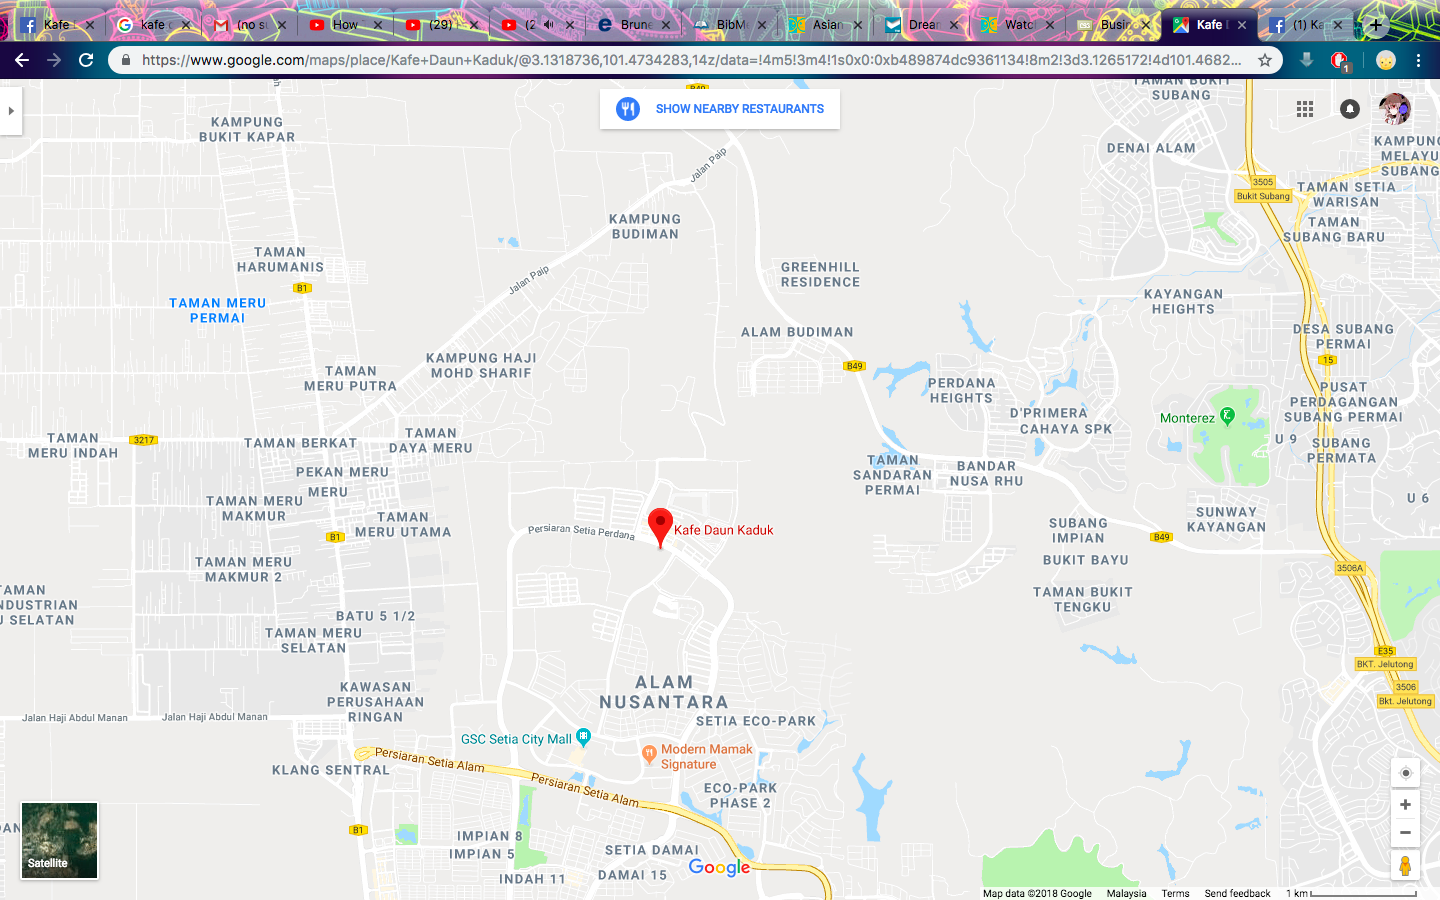 Kafe
kafe
(no su
How
(29)
(2
Brune
BibMe
Asian
Drear
Watc
Busi
Kafe
(1) Ka
https://www.google.com/maps/place/Kafe+Daun+Kaduk/@3.1318736,101.4734283,14z/data=!4m5!3m4!1s0x0:0xb489874dc9361134!8m2!3d3.1265172!4d101.4682...
1
SHOW NEARBY RESTAURANTS
B49
TAMAN BUKIT
SUBANG
KAMPUNG
BUKIT KAPAR
DENAI ALAM
KAMPUNG
MELAYU
SUBANG
Jalan Paip
3505
Bukit Subang
TAMAN SETIA
WARISAN
KAMPUNG
BUDIMAN
TAMAN
SUBANG BARU
TAMAN
HARUMANIS
GREENHILL
RESIDENCE
Jalan Paip
B1
TAMAN MERU
PERMAI
KAYANGAN
HEIGHTS
ALAM BUDIMAN
DESA SUBANG
PERMAI
KAMPUNG HAJI
MOHD SHARIF
B49
15
TAMAN
MERU PUTRA
PERDANA
HEIGHTS
PUSAT
PERDAGANGAN
SUBANG PERMAI
D'PRIMERA
CAHAYA SPK
Monterez
TAMAN
MERU INDAH
3217
TAMAN BERKAT
TAMAN
DAYA MERU
U 9
SUBANG
PERMATA
PEKAN MERU
TAMAN
SANDARAN
PERMAI
BANDAR
NUSA RHU
MERU
U 6
TAMAN MERU
MAKMUR
TAMAN
MERU UTAMA
SUNWAY
KAYANGAN
Persiaran Setia Perdana
Kafe Daun Kaduk
SUBANG
IMPIAN
B1
B49
BUKIT BAYU
TAMAN MERU
MAKMUR 2
3506A
TAMAN BUKIT
TENGKU
TAMAN
NDUSTRIAN
U SELATAN
BATU 5 1/2
TAMAN MERU
SELATAN
E35
BKT. Jelutong
ALAM
NUSANTARA
KAWASAN
PERUSAHAAN
RINGAN
3506
Bkt. Jelutong
Jalan Haji Abdul Manan
Jalan Haji Abdul Manan
SETIA ECO-PARK
GSC Setia City Mall
Modern Mamak
Signature
Persiaran Setia Alam
KLANG SENTRAL
Persiaran Setia Alam
ECO-PARK
PHASE 2
B1
IMPIAN 8
IMPIAN 5
SETIA DAMAI
Satellite
Google
DAMAI 15
INDAH 11
Map data ©2018 Google
Malaysia
Terms
Send feedback
1 km